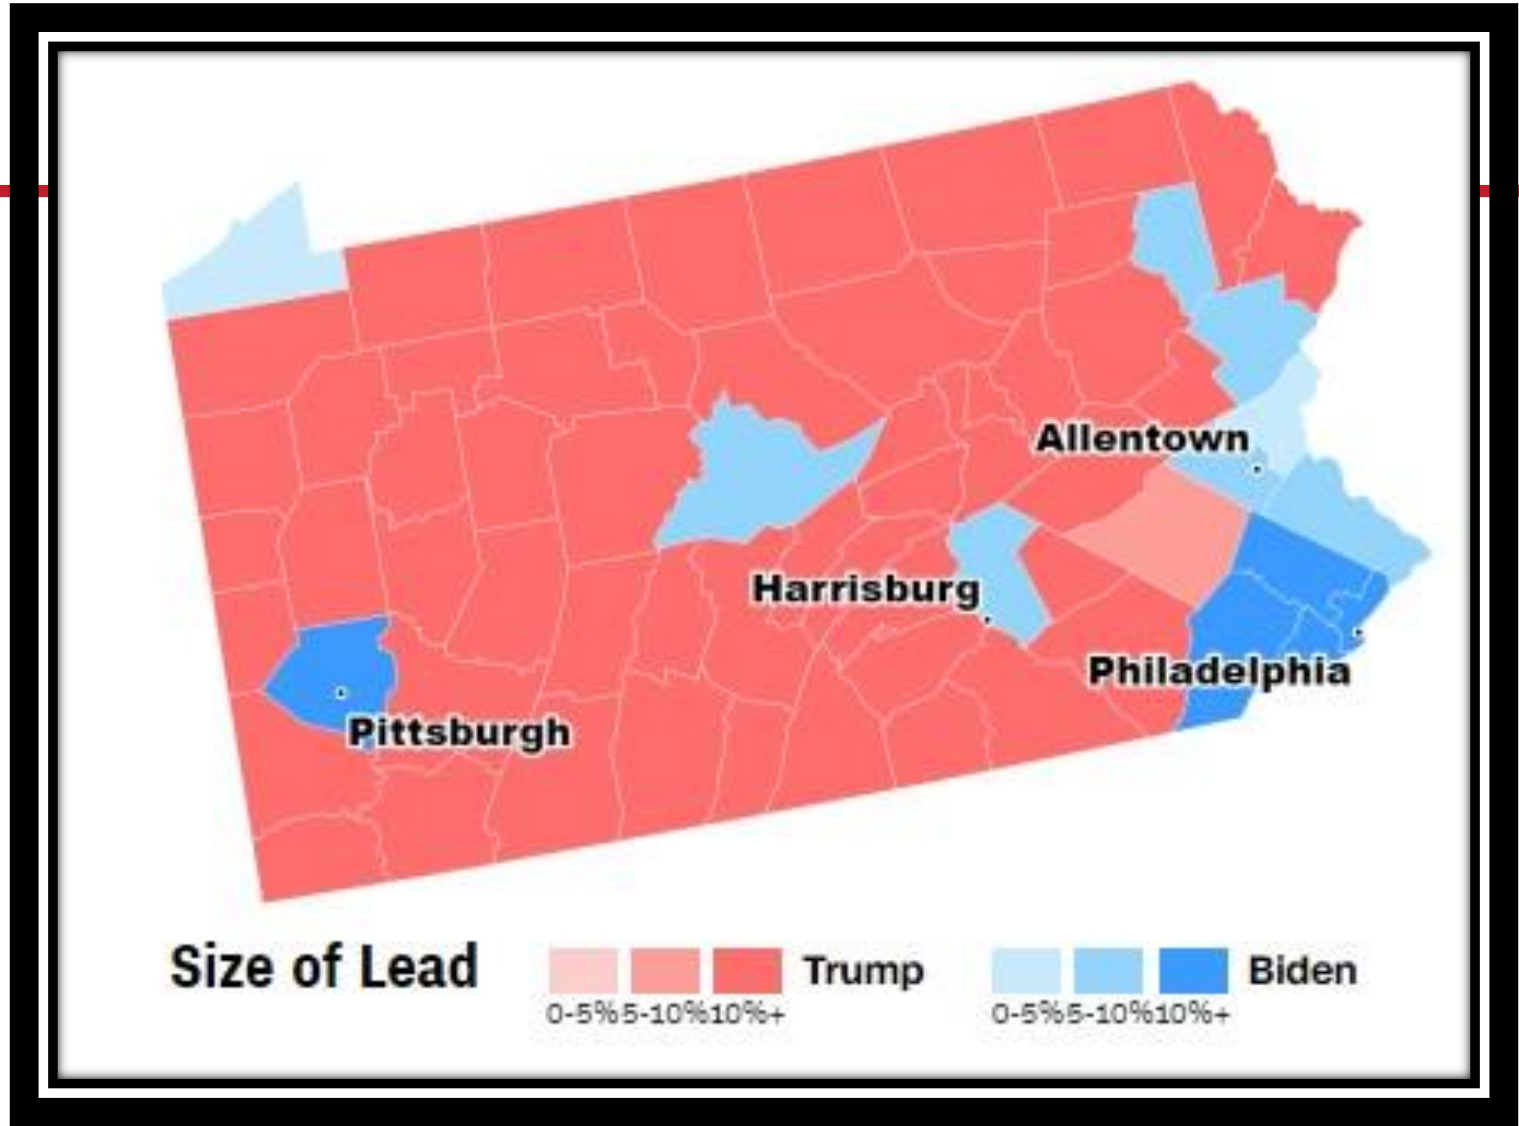 Allentown
Harrisburg
Philadelphia
Pittsburgh
Size of Lead
Trump
Biden
0-5% 5-10% 10%+
0-5% 5-10% 10%+